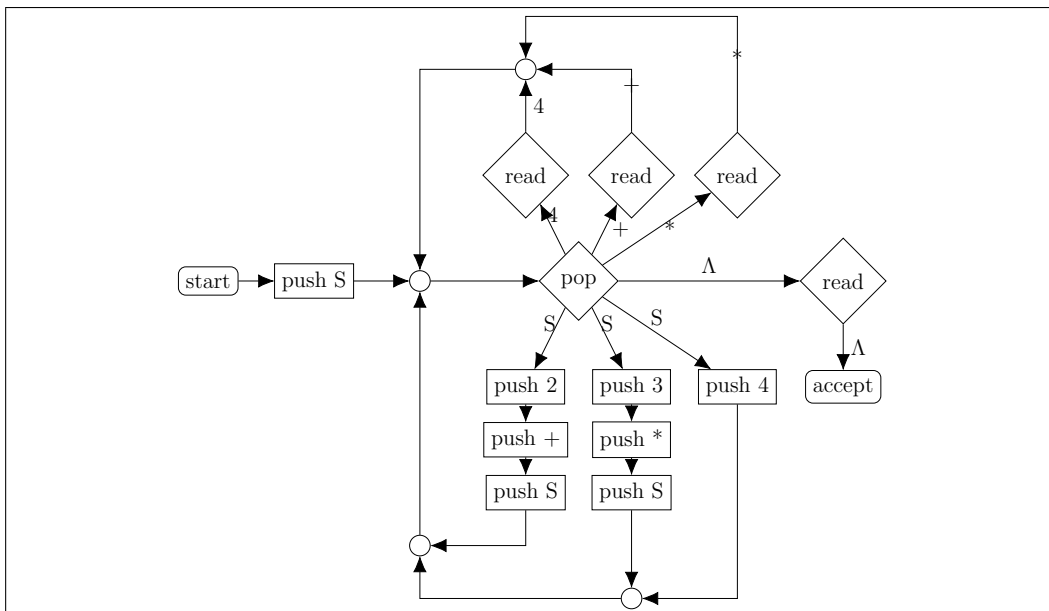 *
+
4
read read read
4
+
*
start push S pop Λ read
S S S Λ
push 2 push 3 push 4 accept
push + push *
push S push S